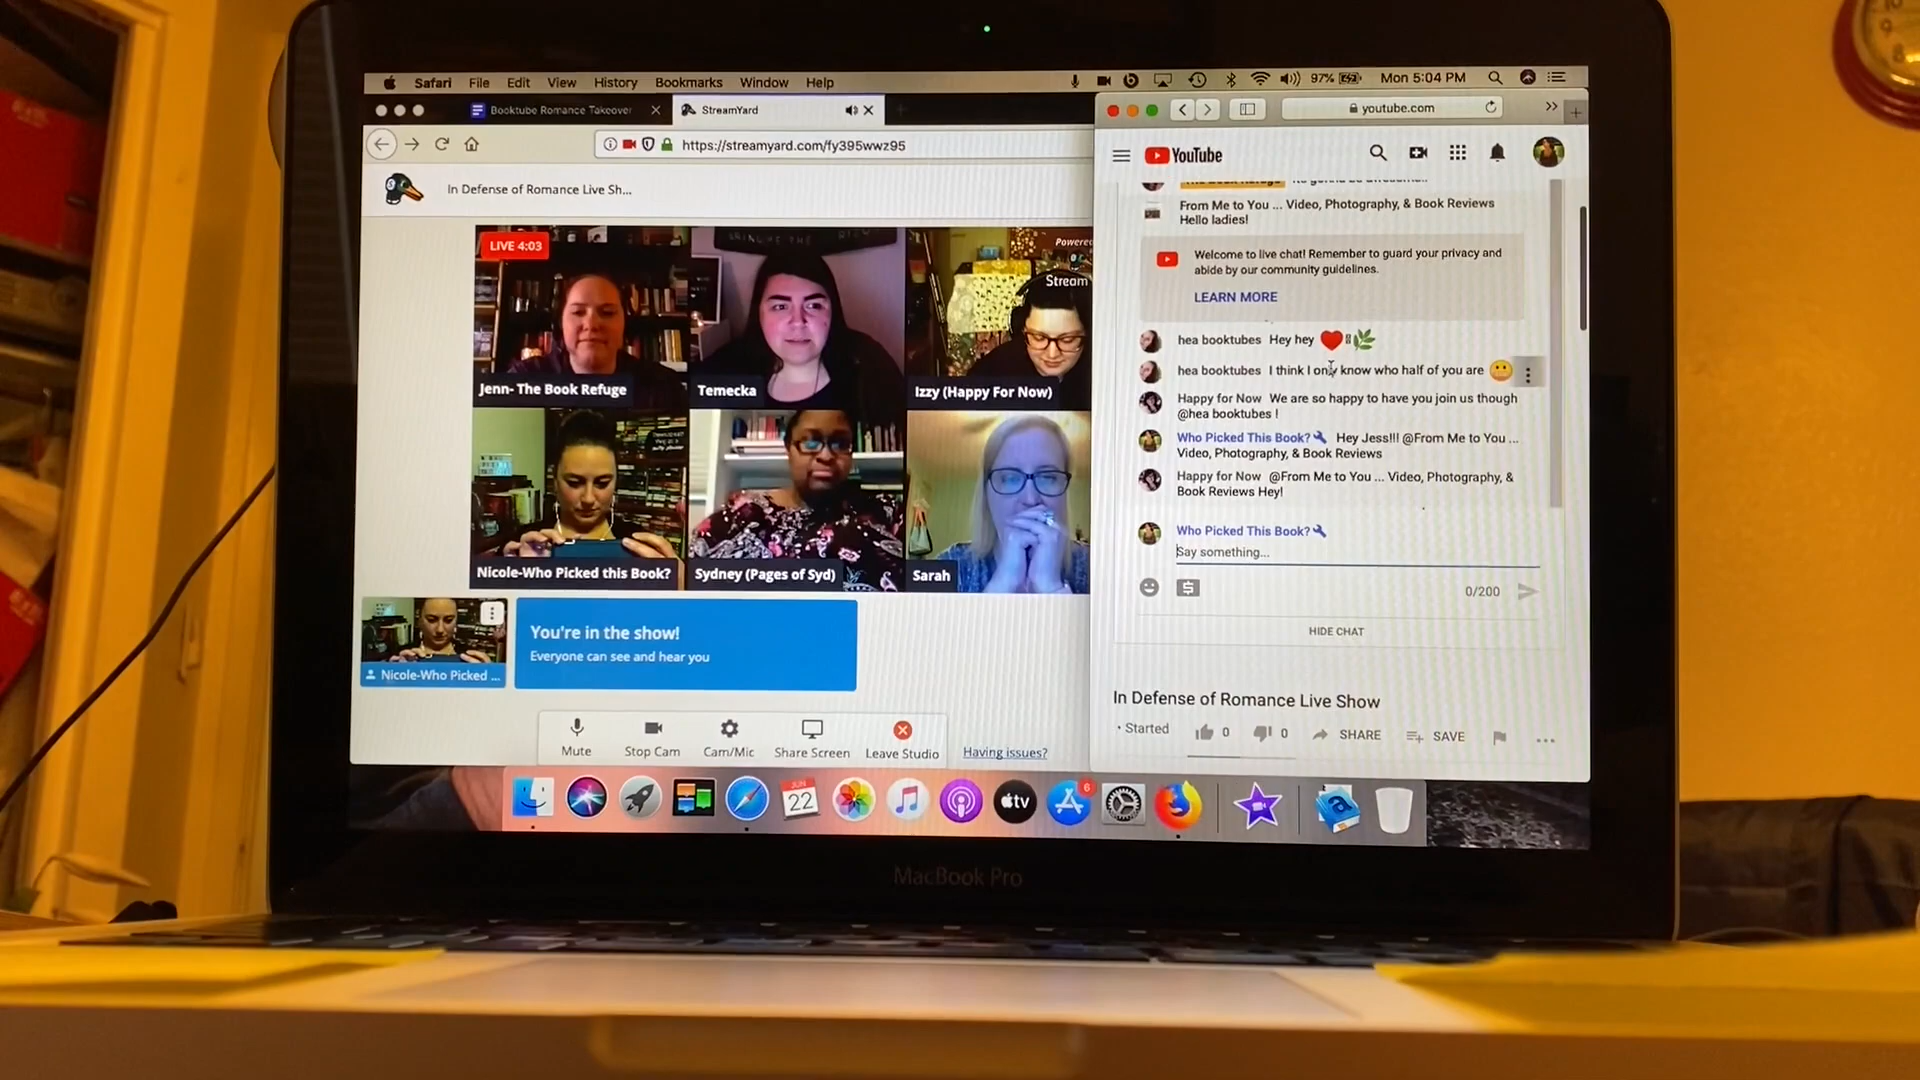 Safari File Edit View History Bookmarks Window Help
97% Mon 5:04 PM
Booktube Romance Takeover
StreamYard
https://streamyard.com/fy395wwz95
In Defense of Romance Live Sh...
LIVE 4:03
Powered
Stream
Jenn- The Book Refuge
Temecka
Izzy (Happy For Now)
Nicole-Who Picked this Book?
Sydney (Pages of Syd)
Sarah
Nicole-Who Picked ...
You're in the show!
Everyone can see and hear you
Mute
Stop Cam
Cam/Mic
Share Screen
Leave Studio
Having issues?
youtube.com
YouTube
From Me to You ... Video, Photography, & Book Reviews
Hello ladies!
Welcome to live chat! Remember to guard your privacy and
abide by our community guidelines.
LEARN MORE
hea booktubes Hey hey
hea booktubes I think I only know who half of you are
Happy for Now We are so happy to have you join us though
@hea booktubes !
Who Picked This Book? Hey Jess!!! @From Me to You ...
Video, Photography, & Book Reviews
Happy for Now @From Me to You ... Video, Photography, &
Book Reviews Hey!
Who Picked This Book?
Say something...
0/200
HIDE CHAT
In Defense of Romance Live Show
• Started 0 0 SHARE SAVE
JUN
22
tv
6
MacBook Pro